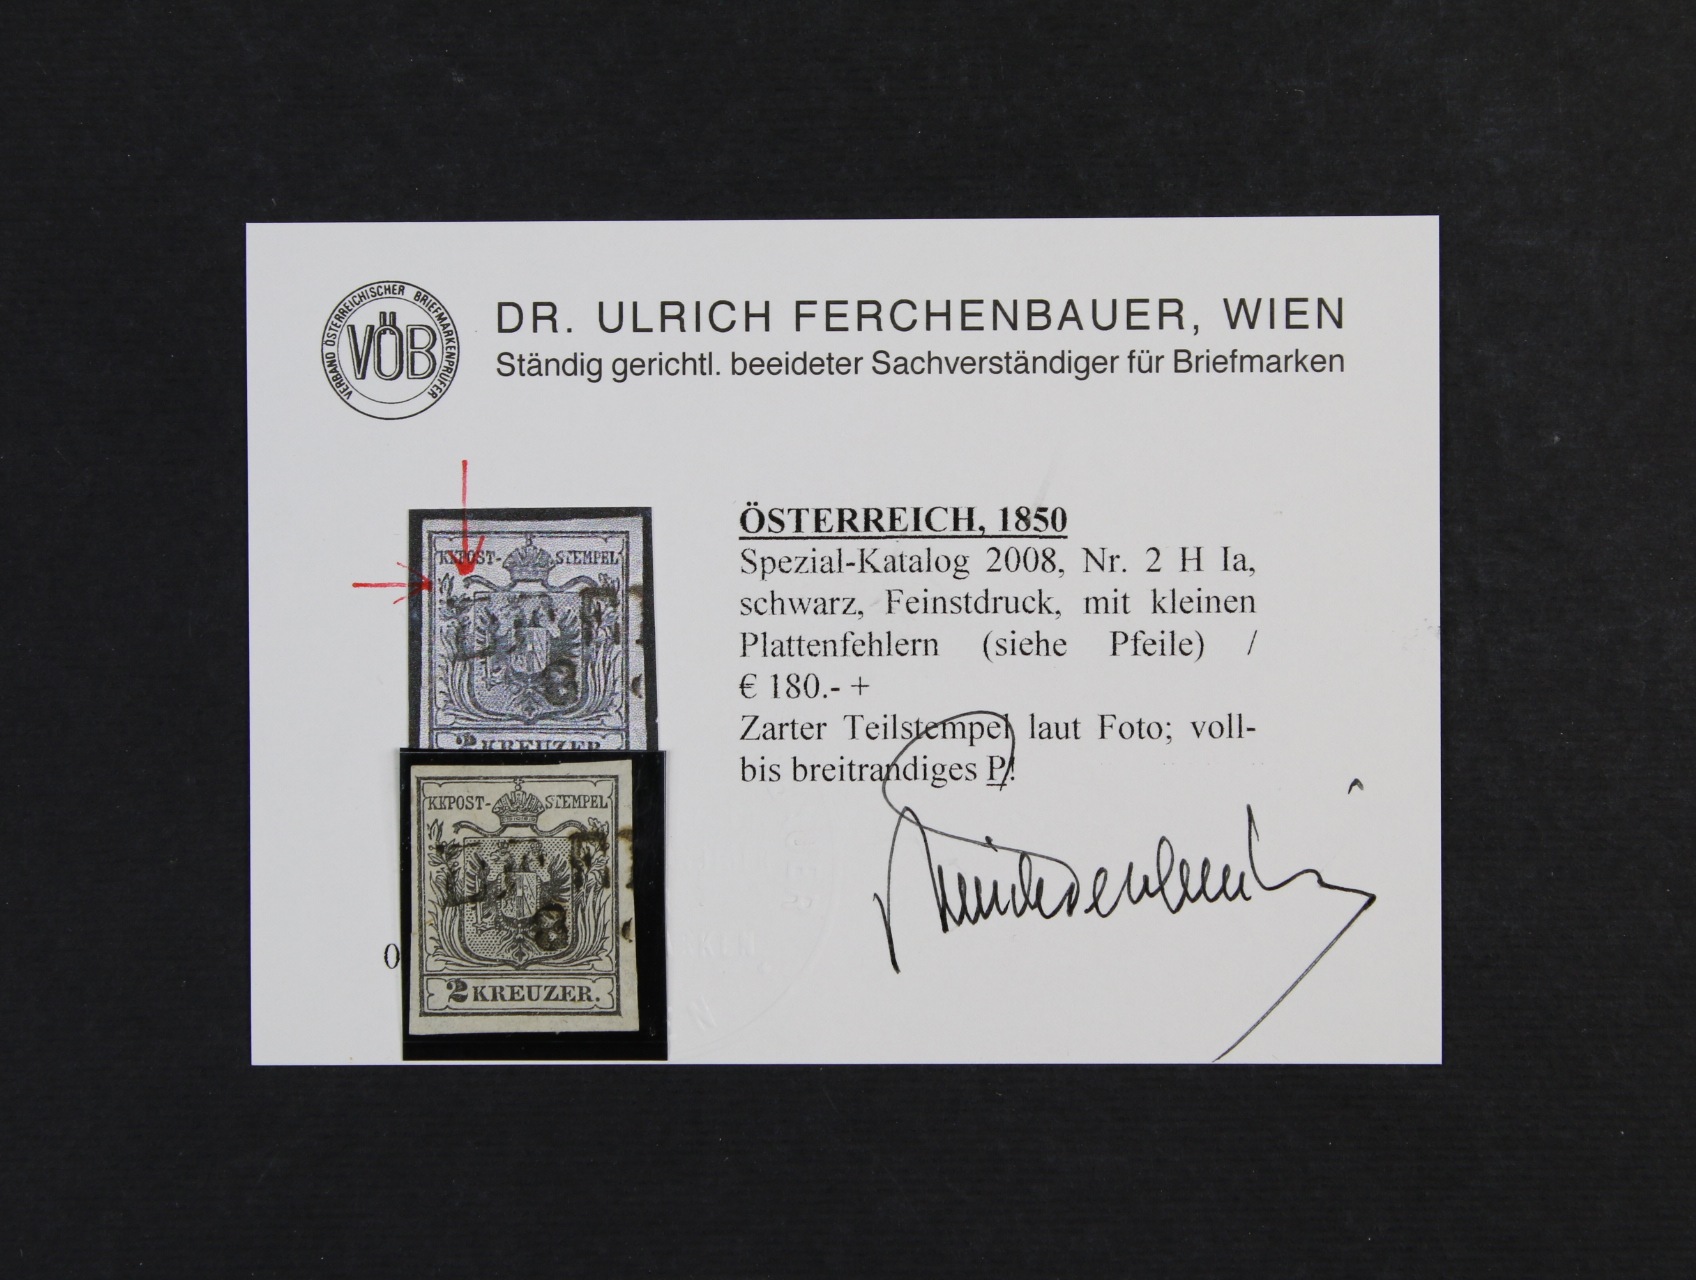 VERBAND ÖSTERREICHISCHER BRIEFMARKENPRÜFER
VÖB
DR. ULRICH FERCHENBAUER, WIEN
Ständig gerichtl. beeideter Sachverständiger für Briefmarken
KKPOST- STEMPEL
2 KREUZER
ÖSTERREICH, 1850
Spezial-Katalog 2008, Nr. 2 H Ia,
schwarz, Feinstdruck, mit kleinen
Plattenfehlern (siehe Pfeile) /
€ 180.- +
Zarter Teilstempel laut Foto; voll-
bis breitrandiges P!
KKPOST- STEMPEL
8
0
2 KREUZER.